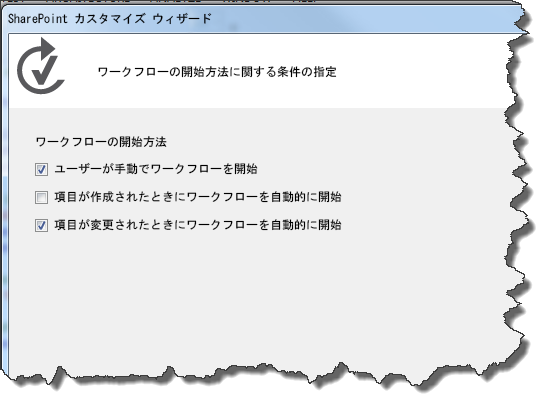 SharePoint カスタマイズ ウィザード
ワークフローの開始方法に関する条件の指定
ワークフローの開始方法
ユーザーが手動でワークフローを開始
項目が作成されたときにワークフローを自動的に開始
項目が変更されたときにワークフローを自動的に開始